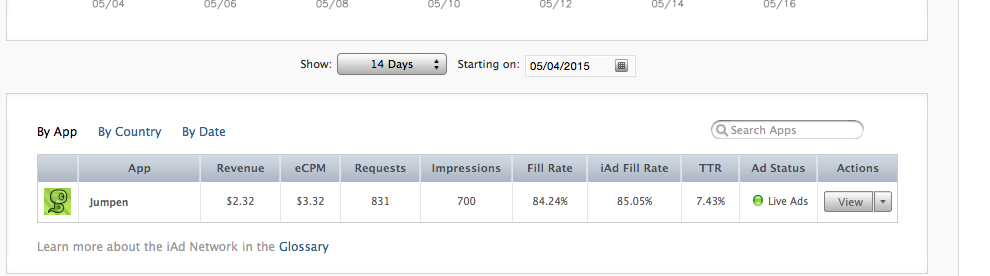 05/04 05/06 05/08 05/10 05/12 05/14 05/16
Show: 14 Days Starting on: 05/04/2015
By App By Country By Date Search Apps
App Revenue eCPM Requests Impressions Fill Rate iAd Fill Rate TTR Ad Status Actions
Jumpen $2.32 $3.32 831 700 84.24% 85.05% 7.43% Live Ads View
Learn more about the iAd Network in the Glossary